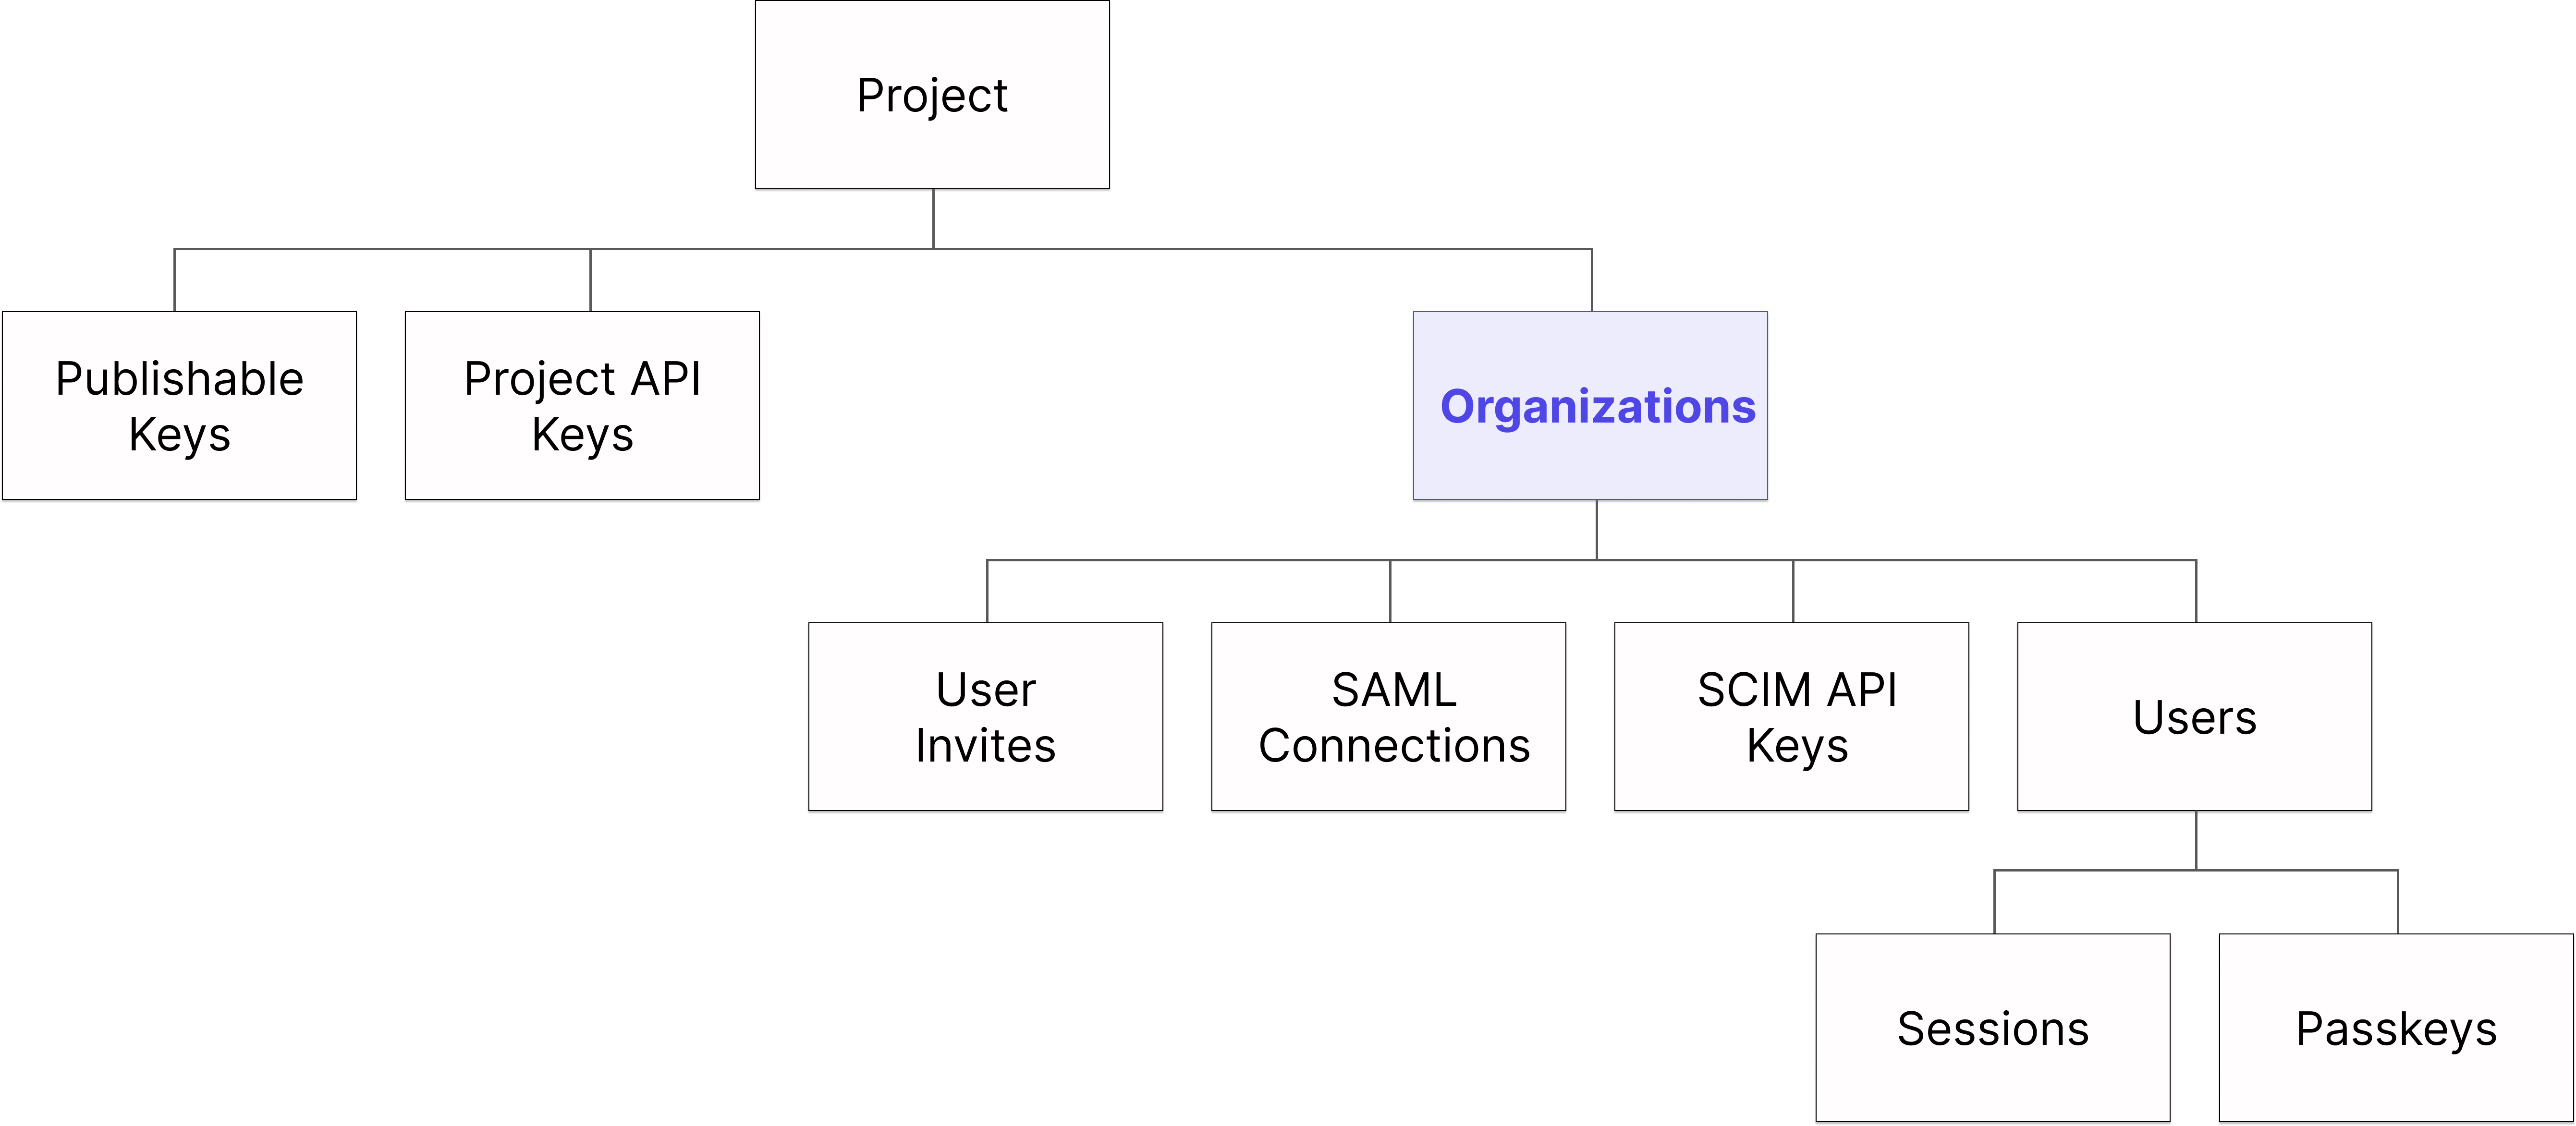 Project
Publishable
Keys
Project API
Keys
Organizations
User
Invites
SAML
Connections
SCIM API
Keys
Users
Sessions
Passkeys